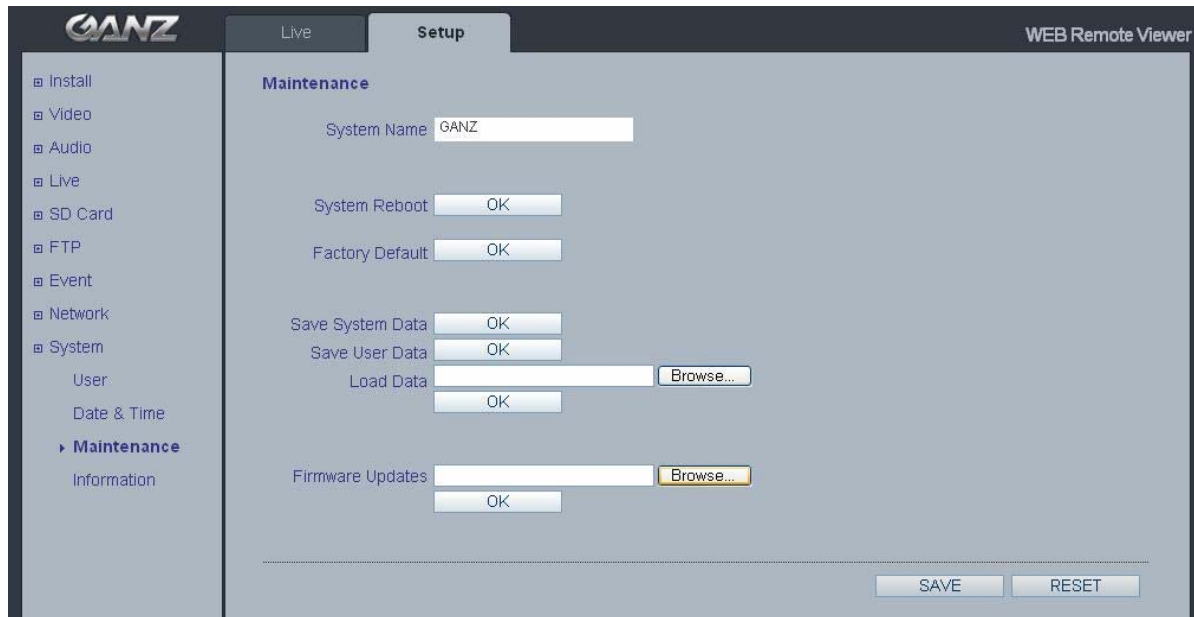 GANZ
Live
Setup
WEB Remote Viewer
Install
Video
Audio
Live
SD Card
FTP
Event
Network
System
User
Date & Time
Maintenance
Information
Maintenance
System Name GANZ
System Reboot OK
Factory Default OK
Save System Data OK
Save User Data OK
Load Data Browse...
OK
Firmware Updates Browse...
OK
SAVE RESET